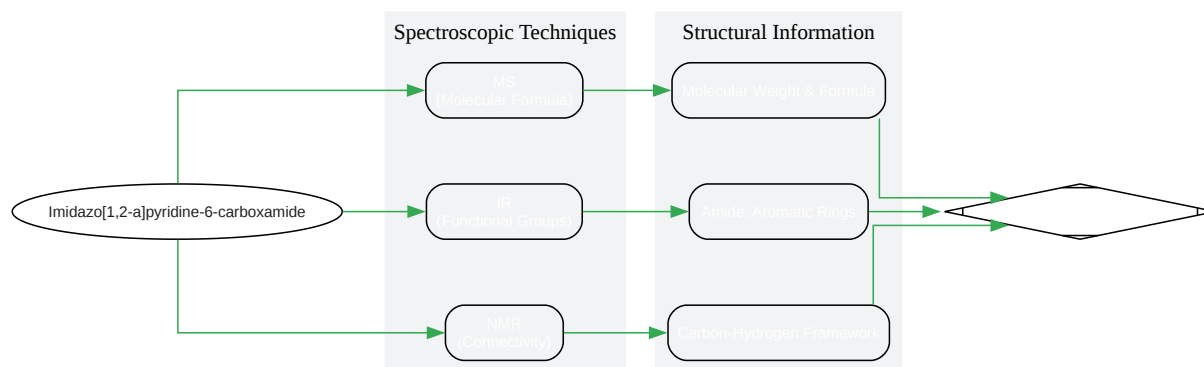 Spectroscopic Techniques
Structural Information
MS
(Molecular Formula)
Molecular Weight & Formula
Imidazo[1,2-a]pyridine-6-carboxamide
IR
(Functional Groups)
Amide, Aromatic Rings
NMR
(Connectivity)
Carbon-Hydrogen Framework